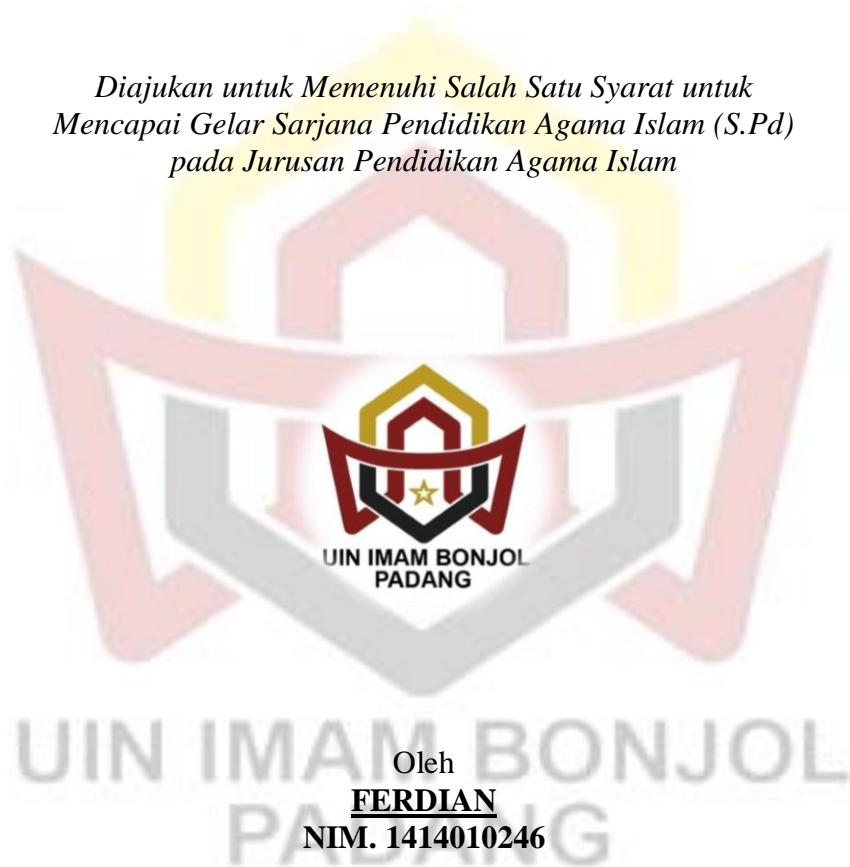 Diajukan untuk Memenuhi Salah Satu Syarat untuk
Mencapai Gelar Sarjana Pendidikan Agama Islam (S.Pd)
pada Jurusan Pendidikan Agama Islam
UIN IMAM BONJOL
PADANG
UIN IMAM BONJOL
PADANG
Oleh
FERDIAN
NIM. 1414010246